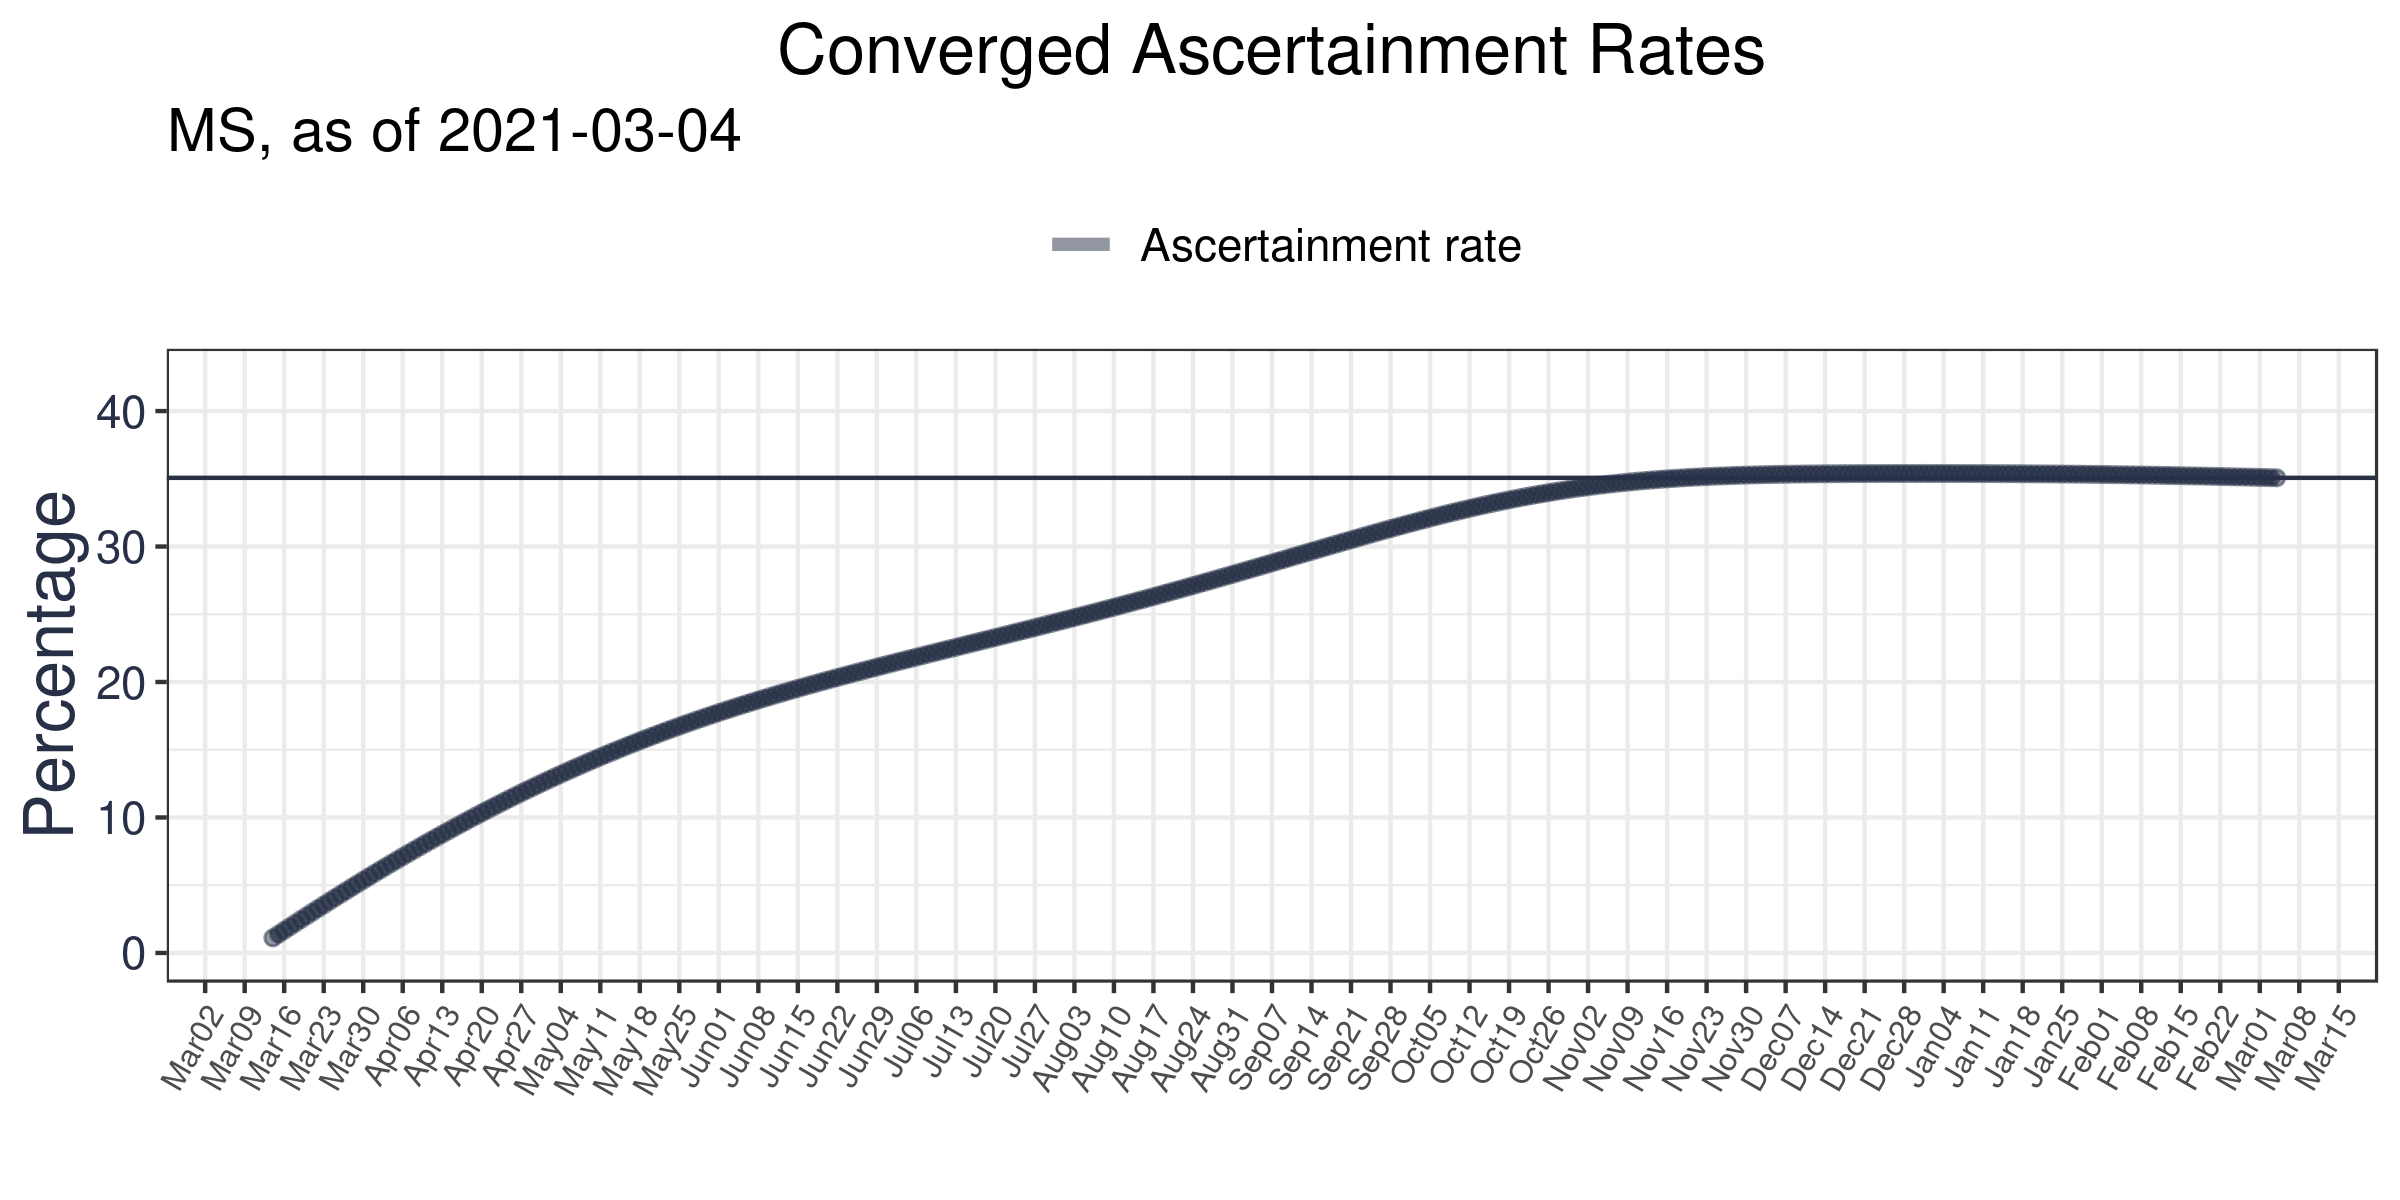 Converged Ascertainment Rates
MS, as of 2021-03-04
Ascertainment rate
Percentage
40
30
20
10
0
Mar02
Mar09
Mar16
Mar23
Mar30
Apr06
Apr13
Apr20
Apr27
May04
May11
May18
May25
Jun01
Jun08
Jun15
Jun22
Jun29
Jul06
Jul13
Jul20
Jul27
Aug03
Aug10
Aug17
Aug24
Aug31
Sep07
Sep14
Sep21
Sep28
Oct05
Oct12
Oct19
Oct26
Nov02
Nov09
Nov16
Nov23
Nov30
Dec07
Dec14
Dec21
Dec28
Jan04
Jan11
Jan18
Jan25
Feb01
Feb08
Feb15
Feb22
Mar01
Mar08
Mar15